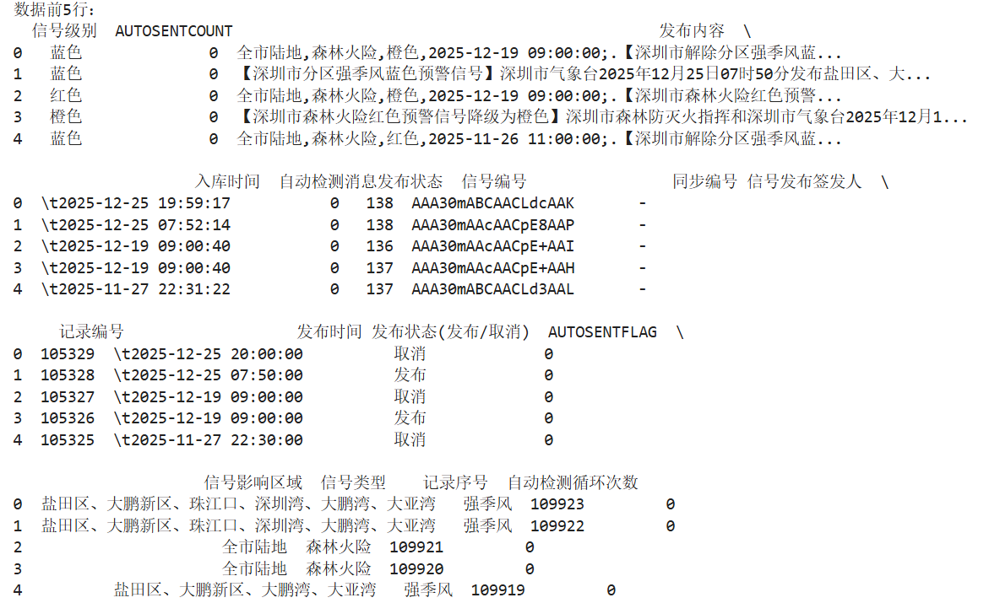 数据前5行:
信号级别 AUTOSENTCOUNT 发布内容 \
0 蓝色 0 全市陆地,森林火险,橙色,2025-12-19 09:00:00;.【深圳市解除分区强季风蓝...
1 蓝色 0 【深圳市分区强季风蓝色预警信号】深圳市气象台2025年12月25日07时50分发布盐田区、大...
2 红色 0 全市陆地,森林火险,橙色,2025-12-19 09:00:00;.【深圳市森林火险红色预警...
3 橙色 0 【深圳市森林火险红色预警信号降级为橙色】深圳市森林防灭火指挥和深圳市气象台2025年12月1...
4 蓝色 0 全市陆地,森林火险,红色,2025-11-26 11:00:00;.【深圳市解除分区强季风蓝...
入库时间 自动检测消息发布状态 信号编号 同步编号 信号发布签发人 \
0 \t2025-12-25 19:59:17 0 138 AAA30mABCAACLdcAAK -
1 \t2025-12-25 07:52:14 0 138 AAA30mAAcAACpE8AAP -
2 \t2025-12-19 09:00:40 0 136 AAA30mAAcAACpE+AAI -
3 \t2025-12-19 09:00:40 0 137 AAA30mAAcAACpE+AAH -
4 \t2025-11-27 22:31:22 0 137 AAA30mABCAACLd3AAL -
记录编号 发布时间 发布状态(发布/取消) AUTOSENTFLAG \
0 105329 \t2025-12-25 20:00:00 取消 0
1 105328 \t2025-12-25 07:50:00 发布 0
2 105327 \t2025-12-19 09:00:00 取消 0
3 105326 \t2025-12-19 09:00:00 发布 0
4 105325 \t2025-11-27 22:30:00 取消 0
信号影响区域 信号类型 记录序号 自动检测循环次数
0 盐田区、大鹏新区、珠江口、深圳湾、大鹏湾、大亚湾 强季风 109923 0
1 盐田区、大鹏新区、珠江口、深圳湾、大鹏湾、大亚湾 强季风 109922 0
2 全市陆地 森林火险 109921 0
3 全市陆地 森林火险 109920 0
4 盐田区、大鹏新区、大鹏湾、大亚湾 强季风 109919 0